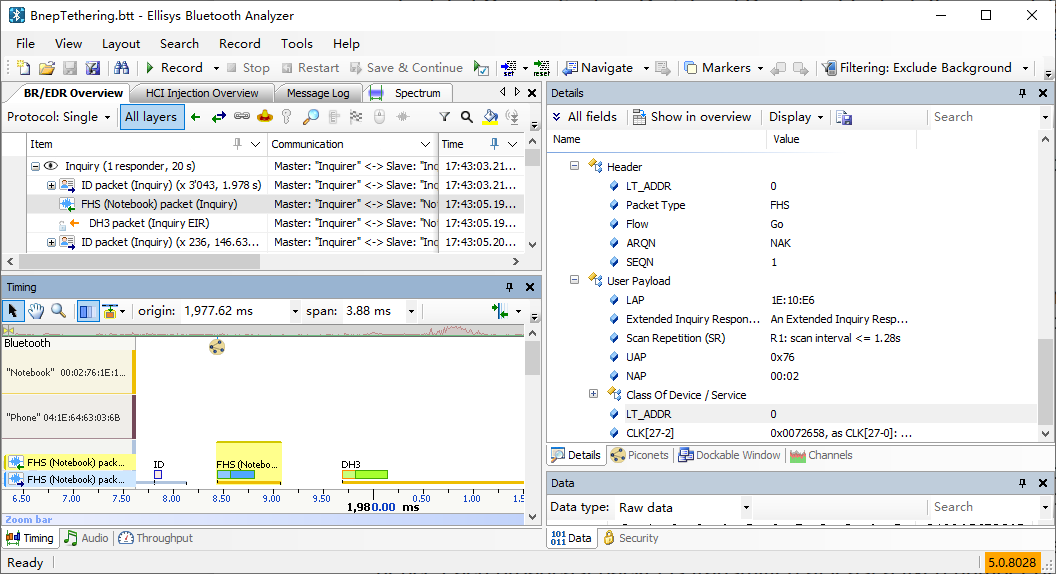 BnepTethering.btt - Ellisys Bluetooth Analyzer
File View Layout Search Record Tools Help
Record Stop Restart Save & Continue set reset Navigate Markers Filtering: Exclude Background
BR/EDR Overview HCI Injection Overview Message Log Spectrum
Protocol: Single All layers
Item Communication Time
Inquiry (1 responder, 20 s) Master: "Inquirer" <-> Slave: "Inc 17:43:03.21...
ID packet (Inquiry) (x 3'043, 1.978 s) Master: "Inquirer" <-> Slave: "Inc 17:43:03.21...
FHS (Notebook) packet (Inquiry) Master: "Inquirer" <-> Slave: "No 17:43:05.19...
DH3 packet (Inquiry EIR) Master: "Inquirer" <-> Slave: "No 17:43:05.19...
ID packet (Inquiry) (x 236, 146.63... Master: "Inquirer" <-> Slave: "Inc 17:43:05.20...
Timing
origin: 1,977.62 ms span: 3.88 ms
Bluetooth
"Notebook" 00:02:76:1E:1...
"Phone" 04:1E:64:63:03:6B
FHS (Notebook) pack...
FHS (Notebook) pack...
ID FHS (Notebo... DH3
6.50 7.00 7.50 8.00 8.50 9.00 9.50 0.50 1.00 1.5
1,980.00 ms
Zoom bar
Timing Audio Throughput
Details
All fields Show in overview Display Search
Name Value
Header
LT_ADDR 0
Packet Type FHS
Flow Go
ARQN NAK
SEQN 1
User Payload
LAP 1E:10:E6
Extended Inquiry Respon... An Extended Inquiry Resp...
Scan Repetition (SR) R1: scan interval <= 1.28s
UAP 0x76
NAP 00:02
Class Of Device / Service
LT_ADDR 0
CLK[27-2] 0x0072658, as CLK[27-0]: ...
Details Piconets Dockable Window Channels
Data
Data type: Raw data Search
101 011 Data Security
Ready 5.0.8028